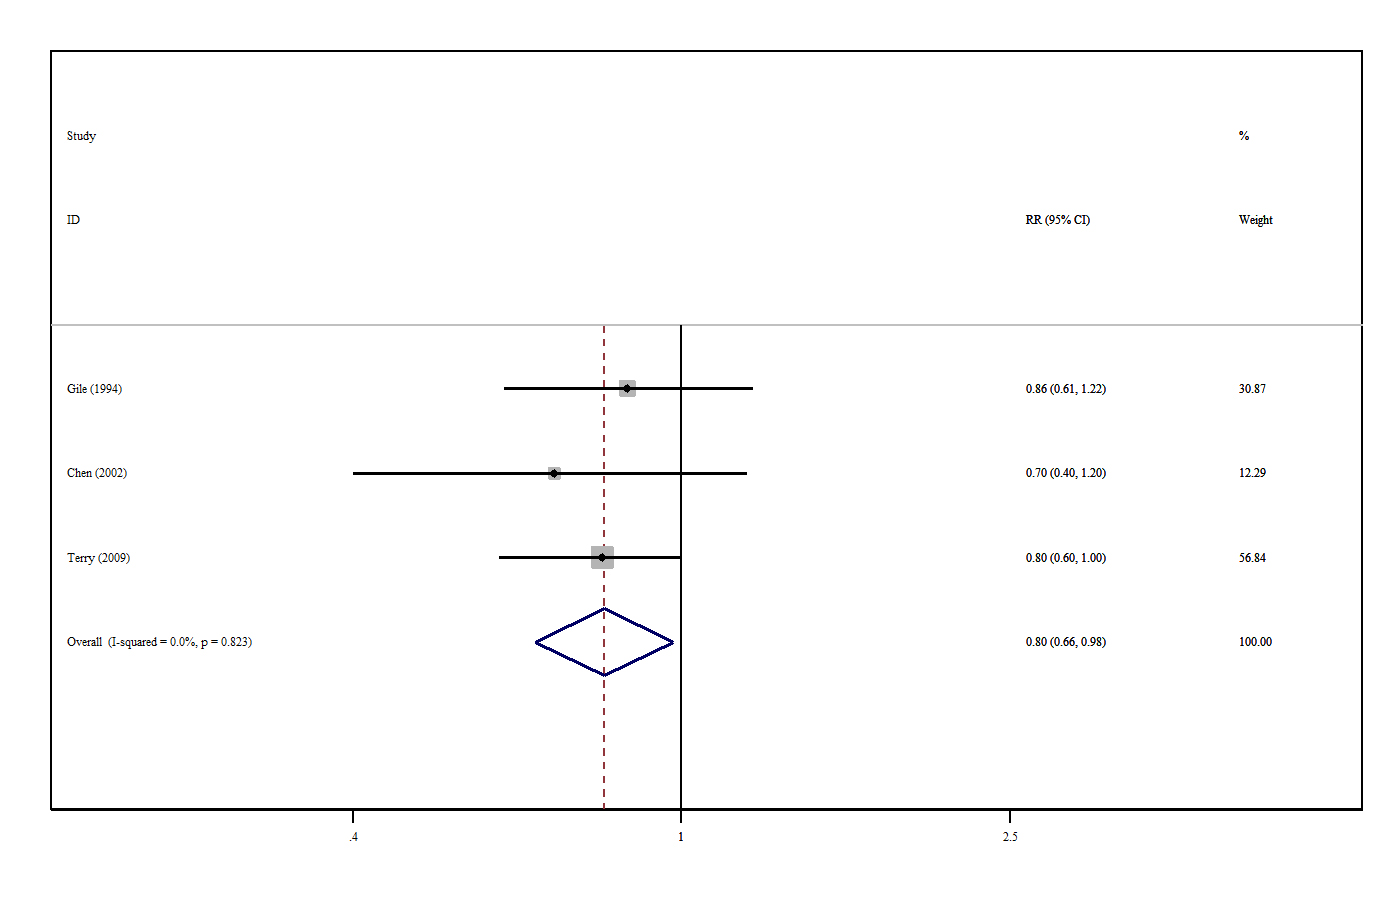 Study %
ID RR (95% CI) Weight
Gile (1994) 0.86 (0.61, 1.22) 30.87
Chen (2002) 0.70 (0.40, 1.20) 12.29
Terry (2009) 0.80 (0.60, 1.00) 56.84
Overall (I-squared = 0.0%, p = 0.823) 0.80 (0.66, 0.98) 100.00
.4 1 2.5